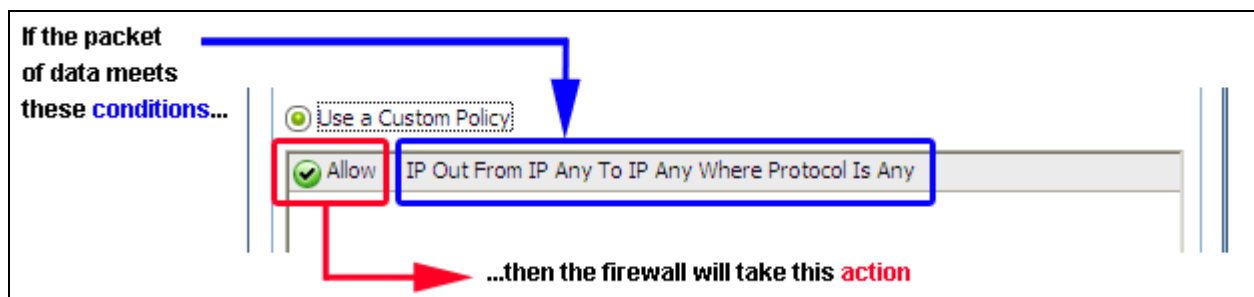 If the packet
of data meets
these conditions...
Use a Custom Policy
Allow IP Out From IP Any To IP Any Where Protocol Is Any
...then the firewall will take this action